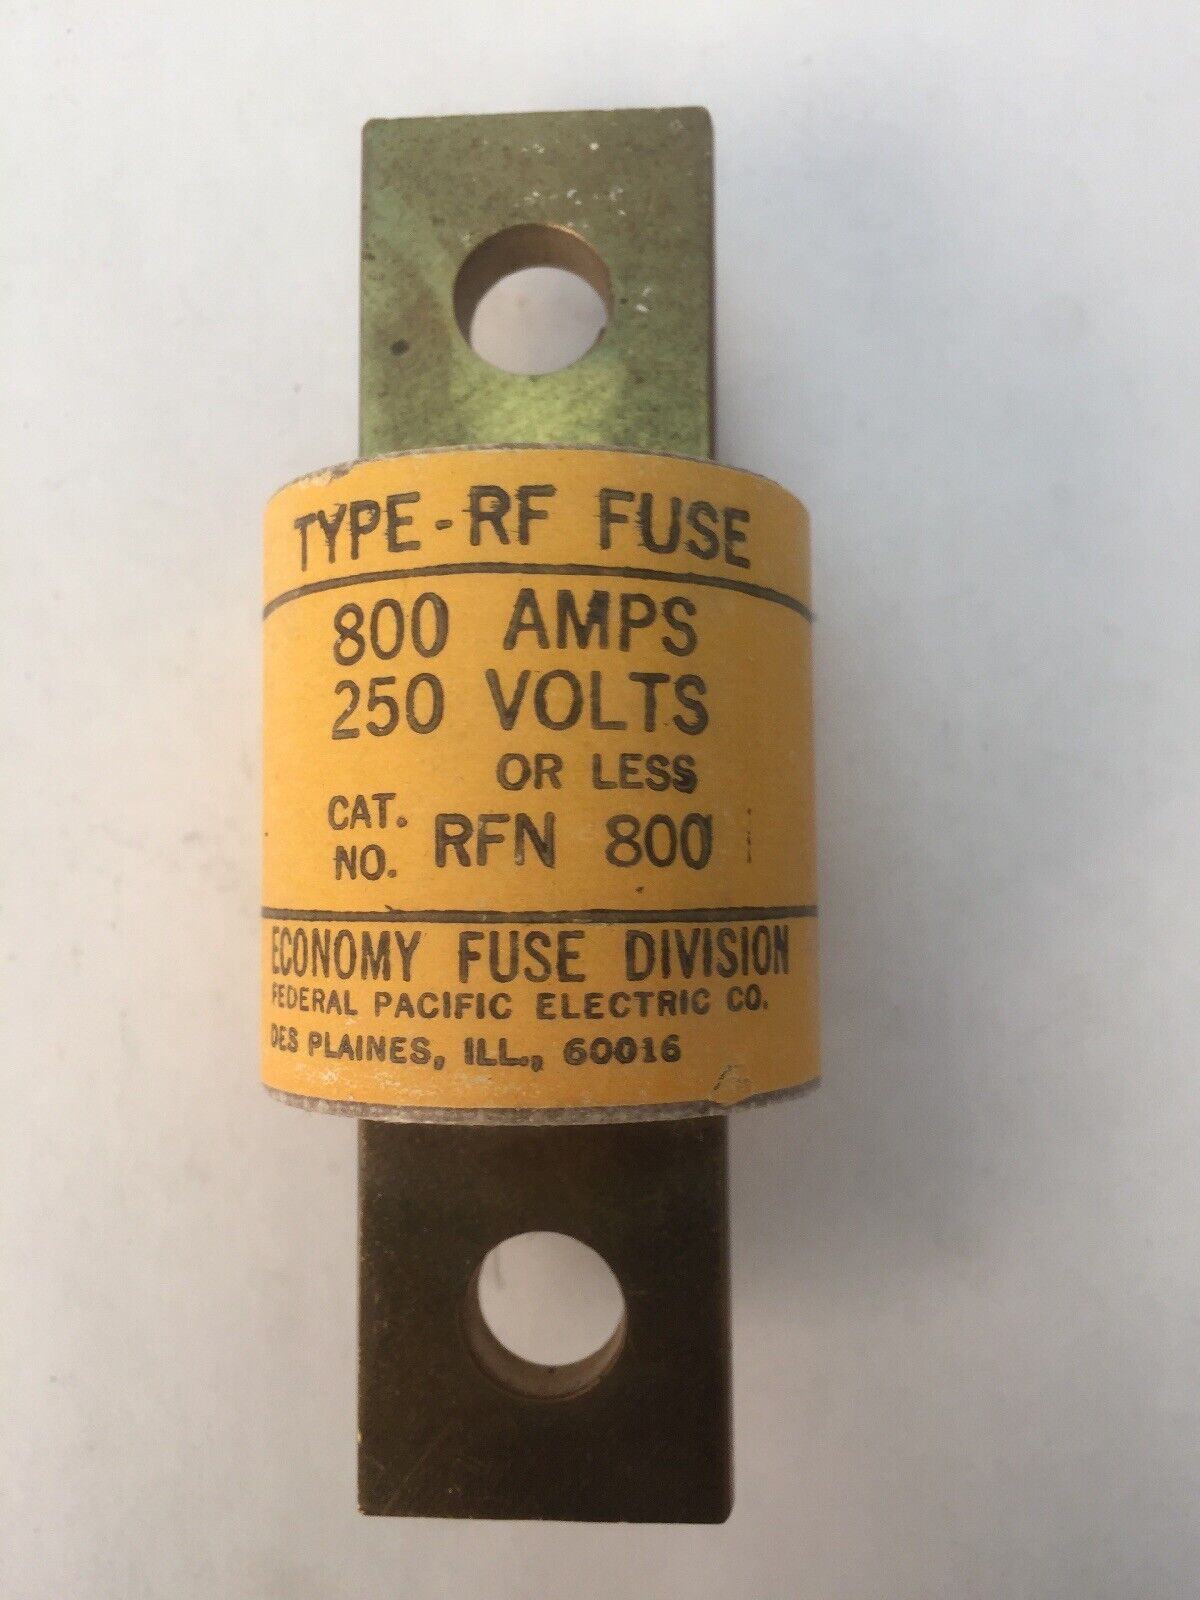 TYPE-RF FUSE
800 AMPS
250 VOLTS
OR LESS
CAT. NO. RFN 800
ECONOMY FUSE DIVISION
FEDERAL PACIFIC ELECTRIC CO.
DES PLAINES, ILL., 60016